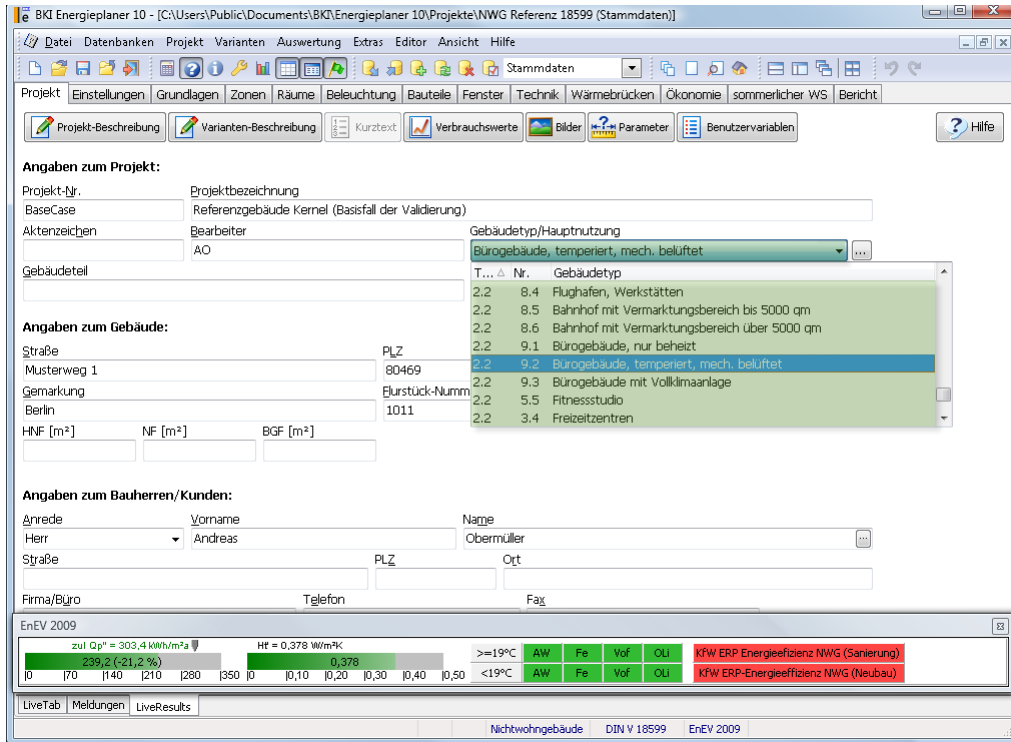 BKI Energieplaner 10 - [C:\Users\Public\Documents\BKI\Energieplaner 10\Projekte\NWG Referenz 18599 (Stammdaten)]
Datei Datenbanken Projekt Varianten Auswertung Extras Editor Ansicht Hilfe
Stammdaten
Projekt Einstellungen Grundlagen Zonen Räume Beleuchtung Bauteile Fenster Technik Wärmebrücken Ökonomie sommerlicher WS Bericht
Projekt-Beschreibung Varianten-Beschreibung Kurztext Verbrauchswerte Bilder Parameter Benutzervariablen Hilfe
Angaben zum Projekt:
Projekt-Nr. Projektbezeichnung
BaseCase Referenzgebäude Kernel (Basisfall der Validierung)
Aktenzeichen Bearbeiter Gebäudetyp/Hauptnutzung
AO Bürogebäude, temperiert, mech. belüftet ...
Gebäudeteil
T... Nr. Gebäudetyp
2.2 8.4 Flughafen, Werkstätten
2.2 8.5 Bahnhof mit Vermarktungsbereich bis 5000 qm
2.2 8.6 Bahnhof mit Vermarktungsbereich über 5000 qm
2.2 9.1 Bürogebäude, nur beheizt
2.2 9.2 Bürogebäude, temperiert, mech. belüftet
2.2 9.3 Bürogebäude mit Vollklimaanlage
2.2 5.5 Fitnessstudio
2.2 3.4 Freizeitzentren
Angaben zum Gebäude:
Straße PLZ
Musterweg 1 80469
Gemarkung Flurstück-Numm
Berlin 1011
HNF [m²] NF [m²] BGF [m²]
Angaben zum Bauherren/Kunden:
Anrede Vorname Name
Herr Andreas Obermüller ...
Straße PLZ Ort
Firma/Büro Telefon Fax
EnEV 2009
zul Qp" = 303,4 kWh/m²a Ht' = 0,378 W/m²K
239,2 (-21,2 %) 0,378
|0 |70 |140 |210 |280 |350 |0 |0,10 |0,20 |0,30 |0,40 |0,50
>=19°C AW Fe Vof OLi KfW ERP Energieefizienz NWG (Sanierung)
<19°C AW Fe Vof OLi KfW ERP-Energieeffizienz NWG (Neubau)
LiveTab Meldungen LiveResults
Nichtwohngebäude DIN V 18599 EnEV 2009